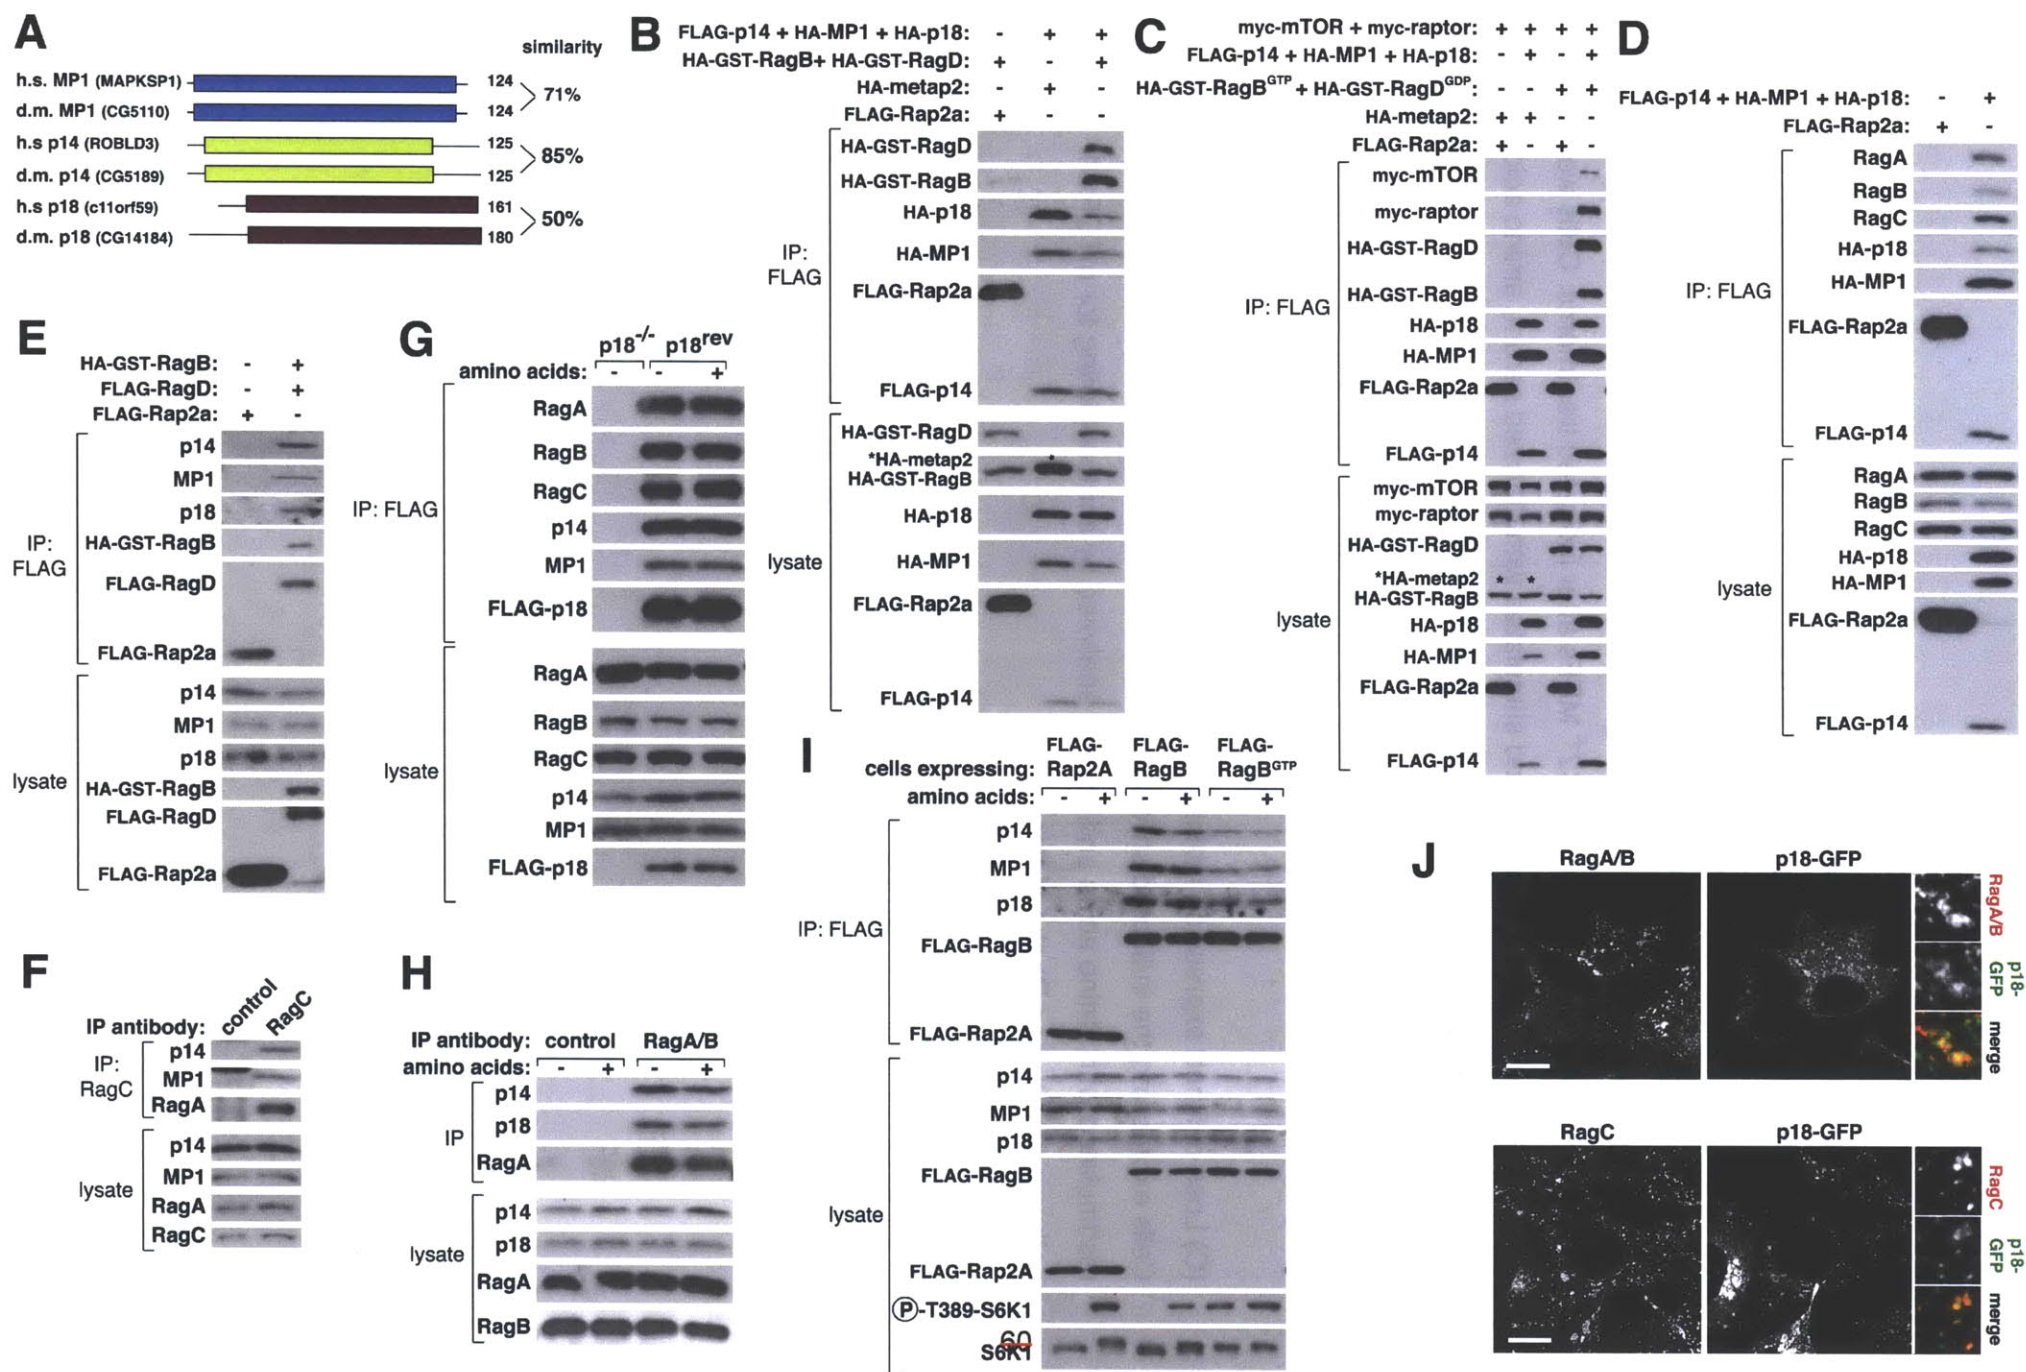 A
similarity
h.s. MP1 (MAPKSP1) 124
d.m. MP1 (CG5110) 124
71%
h.s p14 (ROBLD3) 125
d.m. p14 (CG5189) 125
85%
h.s p18 (c11orf59) 161
d.m. p18 (CG14184) 180
50%
B
FLAG-p14 + HA-MP1 + HA-p18: - + +
HA-GST-RagB+ HA-GST-RagD: + - +
HA-metap2: - + -
FLAG-Rap2a: + - -
IP: FLAG
HA-GST-RagD
HA-GST-RagB
HA-p18
HA-MP1
FLAG-Rap2a
FLAG-p14
lysate
HA-GST-RagD
*HA-metap2 *
HA-GST-RagB
HA-p18
HA-MP1
FLAG-Rap2a
FLAG-p14
C
myc-mTOR + myc-raptor: + + + +
FLAG-p14 + HA-MP1 + HA-p18: - + - +
HA-GST-RagBGTP + HA-GST-RagDGDP: - - + +
HA-metap2: + + - -
FLAG-Rap2a: + - + -
IP: FLAG
myc-mTOR
myc-raptor
HA-GST-RagD
HA-GST-RagB
HA-p18
HA-MP1
FLAG-Rap2a
FLAG-p14
lysate
myc-mTOR
myc-raptor
HA-GST-RagD
*HA-metap2 * *
HA-GST-RagB
HA-p18
HA-MP1
FLAG-Rap2a
FLAG-p14
D
FLAG-p14 + HA-MP1 + HA-p18: - +
FLAG-Rap2a: + -
IP: FLAG
RagA
RagB
RagC
HA-p18
HA-MP1
FLAG-Rap2a
FLAG-p14
lysate
RagA
RagB
RagC
HA-p18
HA-MP1
FLAG-Rap2a
FLAG-p14
E
HA-GST-RagB: - +
FLAG-RagD: - +
FLAG-Rap2a: + -
IP: FLAG
p14
MP1
p18
HA-GST-RagB
FLAG-RagD
FLAG-Rap2a
lysate
p14
MP1
p18
HA-GST-RagB
FLAG-RagD
FLAG-Rap2a
F
IP antibody: control RagC
IP: RagC
p14
MP1
RagA
lysate
p14
MP1
RagA
RagC
G
p18-/- p18rev
amino acids: - - +
IP: FLAG
RagA
RagB
RagC
p14
MP1
FLAG-p18
lysate
RagA
RagB
RagC
p14
MP1
FLAG-p18
H
IP antibody: control RagA/B
amino acids: - + - +
IP
p14
p18
RagA
lysate
p14
p18
RagA
RagB
I
cells expressing: FLAG-Rap2A FLAG-RagB FLAG-RagBGTP
amino acids: - + - + - +
IP: FLAG
p14
MP1
p18
FLAG-RagB
FLAG-Rap2A
lysate
p14
MP1
p18
FLAG-RagB
FLAG-Rap2A
P-T389-S6K1
60
S6K1
J
RagA/B p18-GFP
RagA/B
p18-GFP
merge
RagC p18-GFP
RagC
p18-GFP
merge